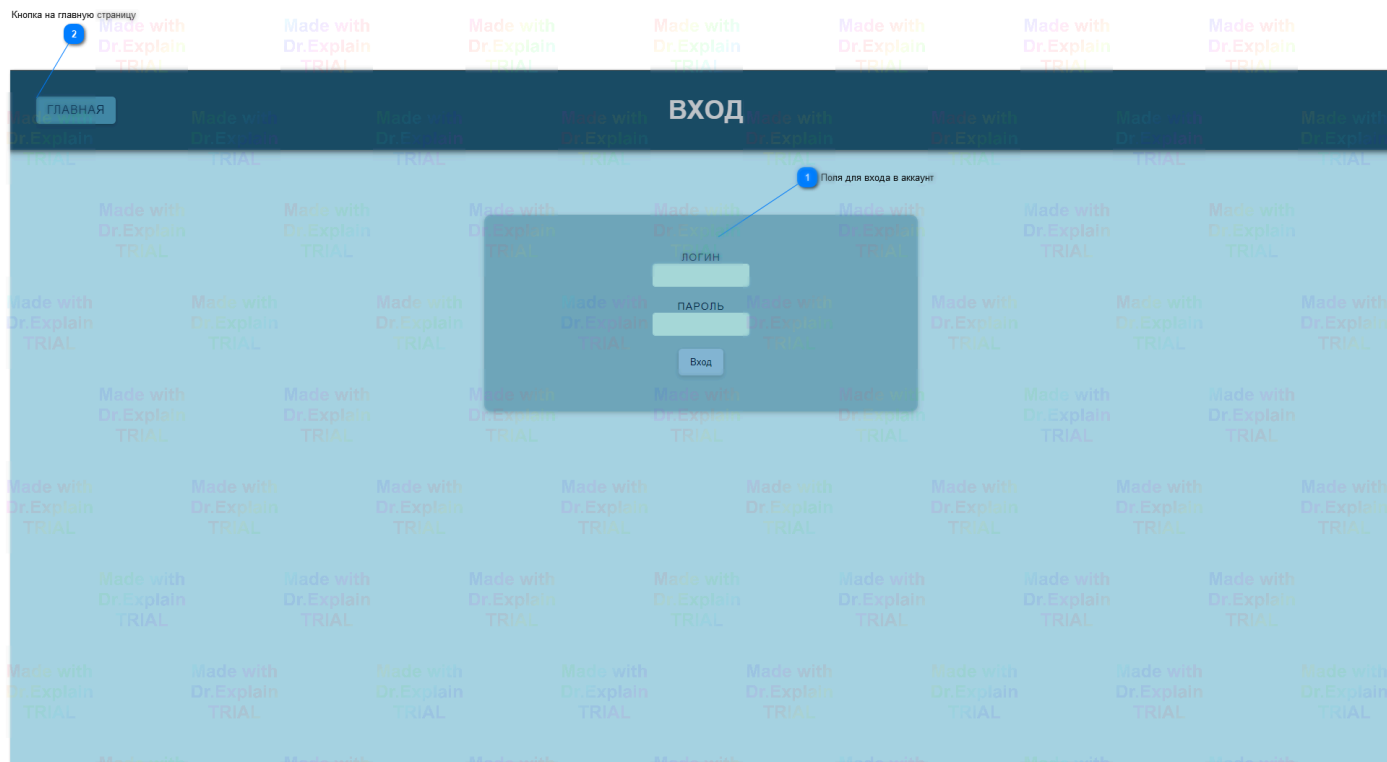 Кнопка на главную страницу
2
ГЛАВНАЯ
ВХОД
1
Поля для входа в аккаунт
ЛОГИН
ПАРОЛЬ
Вход
Made with
Dr.Explain
TRIAL